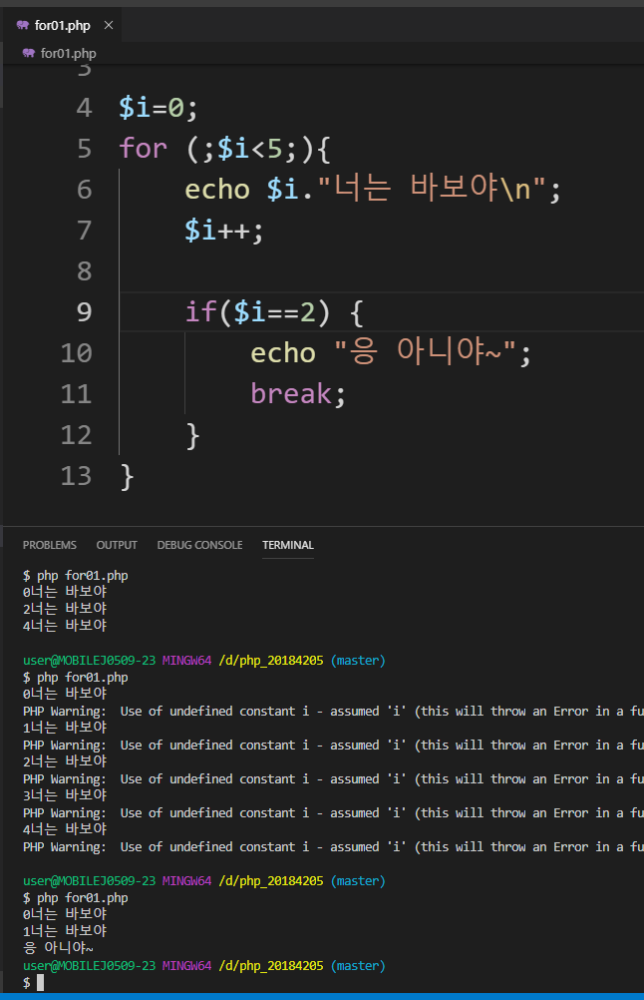 for01.php ×
for01.php
3
4 $i=0;
5 for (;$i<5;){
6 echo $i."너는 바보야\n";
7 $i++;
8
9 if($i==2) {
10 echo "응 아니야~";
11 break;
12 }
13 }
PROBLEMS OUTPUT DEBUG CONSOLE TERMINAL
$ php for01.php
0너는 바보야
2너는 바보야
4너는 바보야
user@MOBILEJ0509-23 MINGW64 /d/php_20184205 (master)
$ php for01.php
0너는 바보야
PHP Warning:  Use of undefined constant i - assumed 'i' (this will throw an Error in a fu
1너는 바보야
PHP Warning:  Use of undefined constant i - assumed 'i' (this will throw an Error in a fu
2너는 바보야
PHP Warning:  Use of undefined constant i - assumed 'i' (this will throw an Error in a fu
3너는 바보야
PHP Warning:  Use of undefined constant i - assumed 'i' (this will throw an Error in a fu
4너는 바보야
PHP Warning:  Use of undefined constant i - assumed 'i' (this will throw an Error in a fu
user@MOBILEJ0509-23 MINGW64 /d/php_20184205 (master)
$ php for01.php
0너는 바보야
1너는 바보야
응 아니야~
user@MOBILEJ0509-23 MINGW64 /d/php_20184205 (master)
$